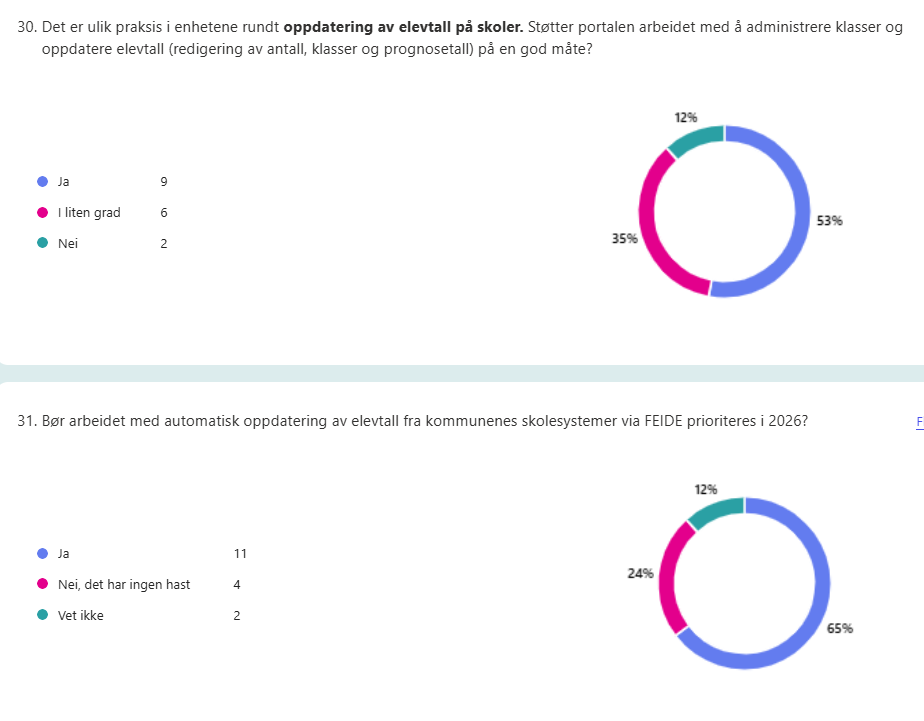 30. Det er ulik praksis i enhetene rundt oppdatering av elevtall på skoler. Støtter portalen arbeidet med å administrere klasser og
oppdatere elevtall (redigering av antall, klasser og prognosetall) på en god måte?
12%
Ja 9
I liten grad 6
Nei 2
53%
35%
31. Bør arbeidet med automatisk oppdatering av elevtall fra kommunenes skolesystemer via FEIDE prioriteres i 2026?
12%
Ja 11
Nei, det har ingen hast 4
Vet ikke 2
24%
65%